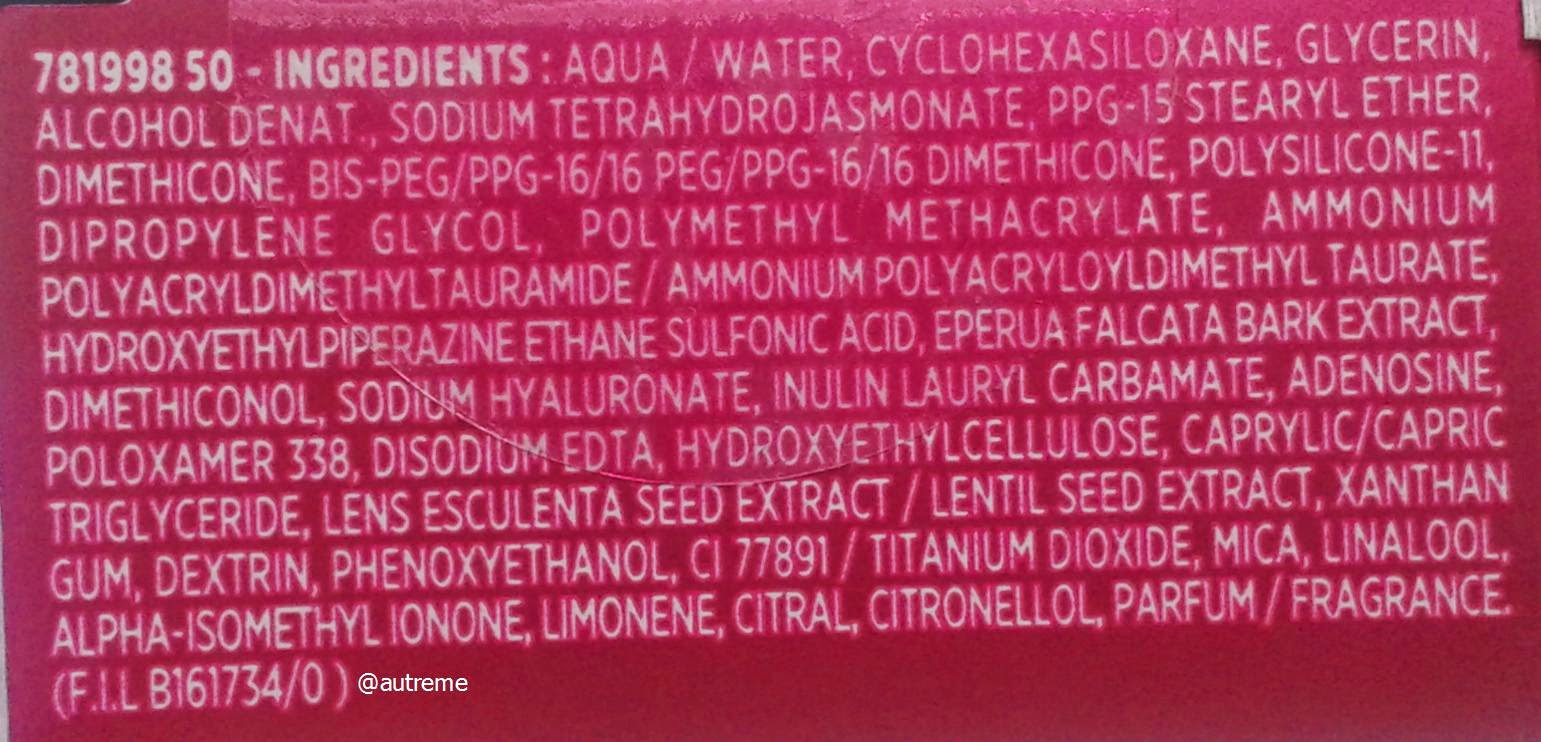 781998 50 - INGREDIENTS : AQUA / WATER, CYCLOHEXASILOXANE, GLYCERIN,
ALCOHOL DENAT., SODIUM TETRAHYDROJASMONATE, PPG-15 STEARYL ETHER,
DIMETHICONE, BIS-PEG/PPG-16/16 PEG/PPG-16/16 DIMETHICONE, POLYSILICONE-11,
DIPROPYLENE GLYCOL, POLYMETHYL METHACRYLATE, AMMONIUM
POLYACRYLDIMETHYLTAURAMIDE / AMMONIUM POLYACRYLOYLDIMETHYL TAURATE,
HYDROXYETHYLPIPERAZINE ETHANE SULFONIC ACID, EPERUA FALCATA BARK EXTRACT,
DIMETHICONOL, SODIUM HYALURONATE, INULIN LAURYL CARBAMATE, ADENOSINE,
POLOXAMER 338, DISODIUM EDTA, HYDROXYETHYLCELLULOSE, CAPRYLIC/CAPRIC
TRIGLYCERIDE, LENS ESCULENTA SEED EXTRACT / LENTIL SEED EXTRACT, XANTHAN
GUM, DEXTRIN, PHENOXYETHANOL, CI 77891 / TITANIUM DIOXIDE, MICA, LINALOOL,
ALPHA-ISOMETHYL IONONE, LIMONENE, CITRAL, CITRONELLOL, PARFUM / FRAGRANCE.
(F.I.L B161734/0 ) @autreme